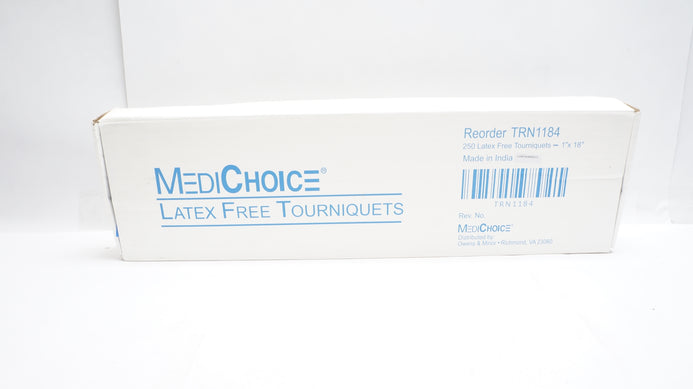 MEDICHOICE®
LATEX FREE TOURNIQUETS
Reorder TRN1184
250 Latex Free Tourniquets – 1"x 18"
Made in India
TRN1184
Rev. No.
MEDICHOICE®
Distributed by:
Owens & Minor • Richmond, VA 23060